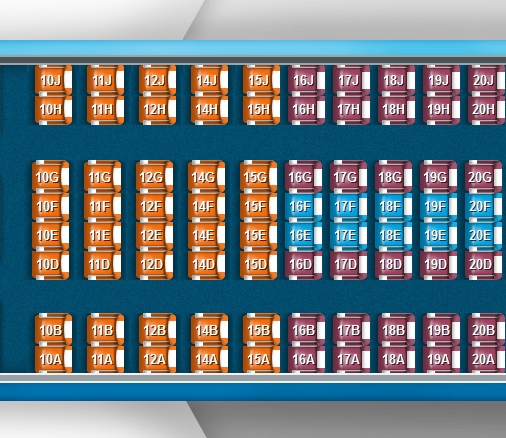 10J 11J 12J 14J 15J 16J 17J 18J 19J 20J
10H 11H 12H 14H 15H 16H 17H 18H 19H 20H
10G 11G 12G 14G 15G 16G 17G 18G 19G 20G
10F 11F 12F 14F 15F 16F 17F 18F 19F 20F
10E 11E 12E 14E 15E 16E 17E 18E 19E 20E
10D 11D 12D 14D 15D 16D 17D 18D 19D 20D
10B 11B 12B 14B 15B 16B 17B 18B 19B 20B
10A 11A 12A 14A 15A 16A 17A 18A 19A 20A